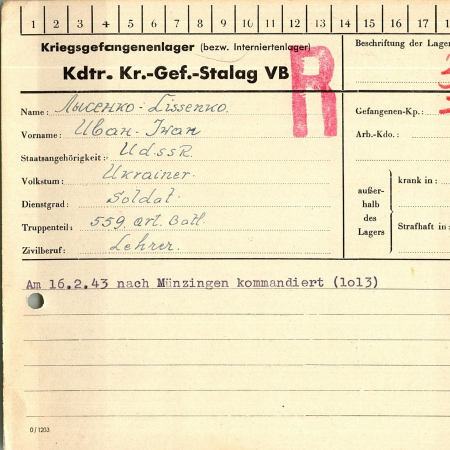 1 2 3 4 5 6 7 8 9 10 11 12 13 14 15 16 17
Kriegsgefangenenlager (bezw. Interniertenlager)
Kdtr. Kr.-Gef.-Stalag VB
R
Name: Лысенко - Lissenko.
Vorname: Иван - Iwan
Staatsangehörigkeit: UdSSR.
Volkstum: Ukrainer.
Dienstgrad: Soldat.
Truppenteil: 559. Art. Batl.
Zivilberuf: Lehrer.
Beschriftung der Lager
Gefangenen-Kp.:
Arb.-Kdo.:
außer-
halb
des
Lagers
krank in:
Strafhaft in:
Am 16.2.43 nach Münzingen kommandiert (1o13)
0/1203